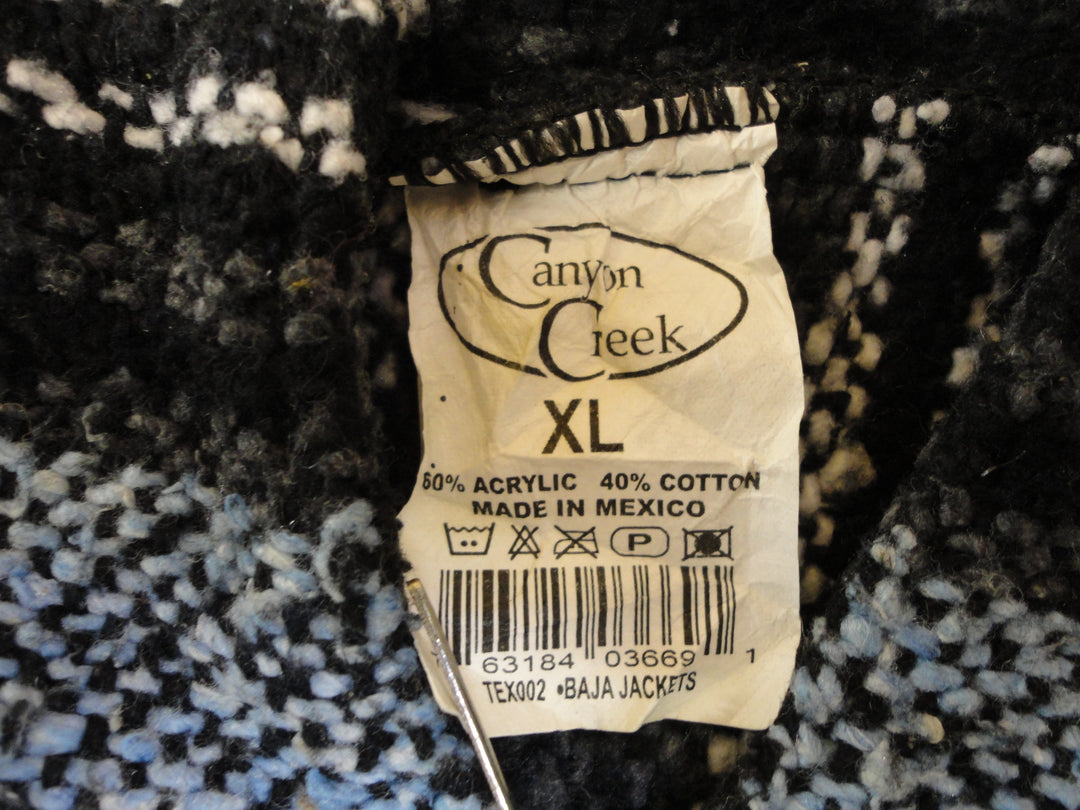 Canyon
Creek
XL
60% ACRYLIC 40% COTTON
MADE IN MEXICO
P
63184 03669 1
TEX002 •BAJA JACKETS